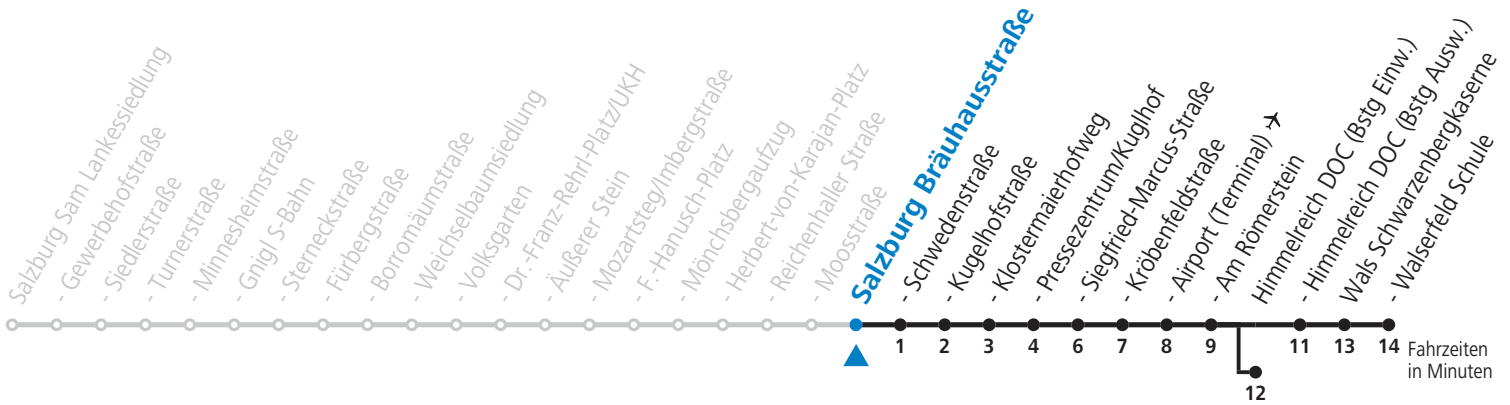 Salzburg Sam Lankessiedlung
- Gewerbehofstraße
- Siedlerstraße
- Turnerstraße
- Minnesheimstraße
- Gnigl S-Bahn
- Sterneckstraße
- Fürbergstraße
- Borromäumstraße
- Weichselbaumsiedlung
- Volksgarten
- Dr.-Franz-Rehrl-Platz/UKH
- Äußerer Stein
- Mozartsteg/Imbergstraße
- F.-Hanusch-Platz
- Mönchsbergaufzug
- Herbert-von-Karajan-Platz
- Reichenhaller Straße
- Moosstraße
Salzburg Bräuhausstraße
- Schwedenstraße
- Kugelhofstraße
- Klostermaierhofweg
- Pressezentrum/Kuglhof
- Siegfried-Marcus-Straße
- Kröbenfeldstraße
- Airport (Terminal)
- Am Römerstein
Himmelreich DOC (Bstg Einw.)
- Himmelreich DOC (Bstg Ausw.)
Wals Schwarzenbergkaserne
- Walserfeld Schule
1 2 3 4 6 7 8 9 11 13 14 Fahrzeiten
in Minuten
12